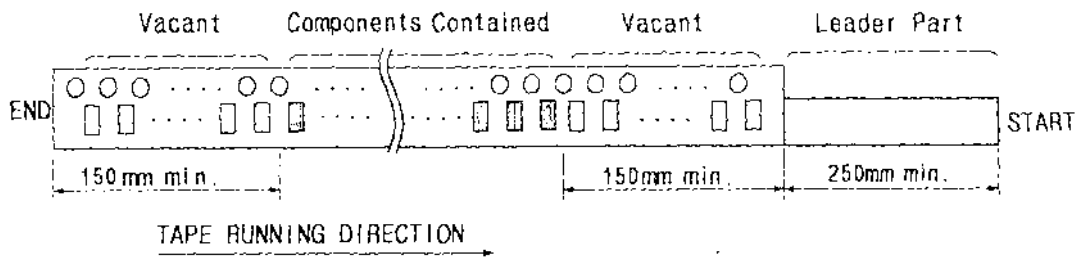 Vacant Components Contained Vacant Leader Part
END START
150mm min. 150mm min. 250mm min.
TAPE RUNNING DIRECTION